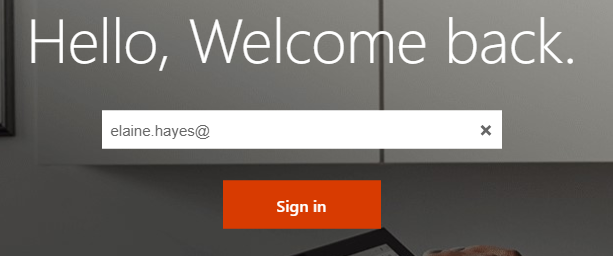 Hello, Welcome back.
elaine.hayes@
Sign in